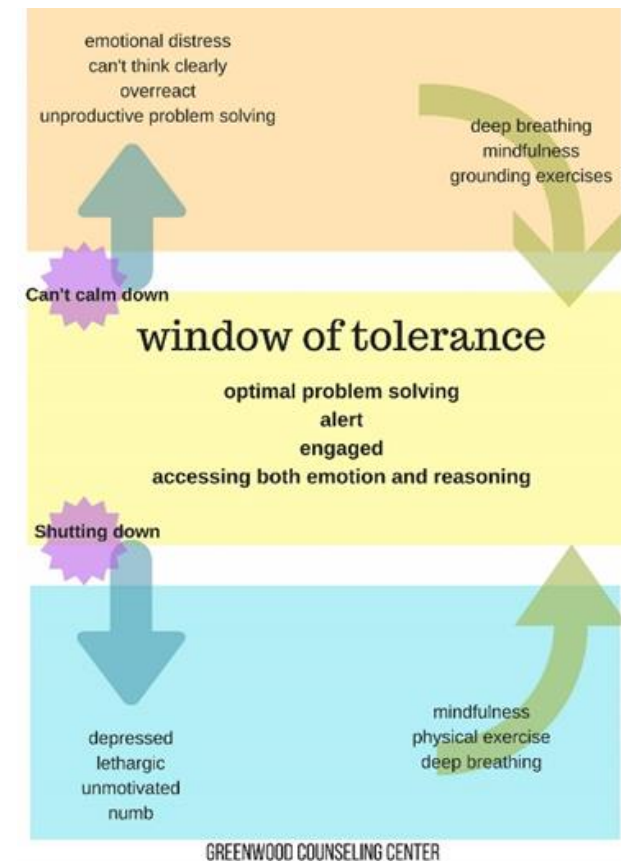 emotional distress
can't think clearly
overreact
unproductive problem solving
deep breathing
mindfulness
grounding exercises
Can't calm down
window of tolerance
optimal problem solving
alert
engaged
accessing both emotion and reasoning
Shutting down
depressed
lethargic
unmotivated
numb
mindfulness
physical exercise
deep breathing
GREENWOOD COUNSELING CENTER